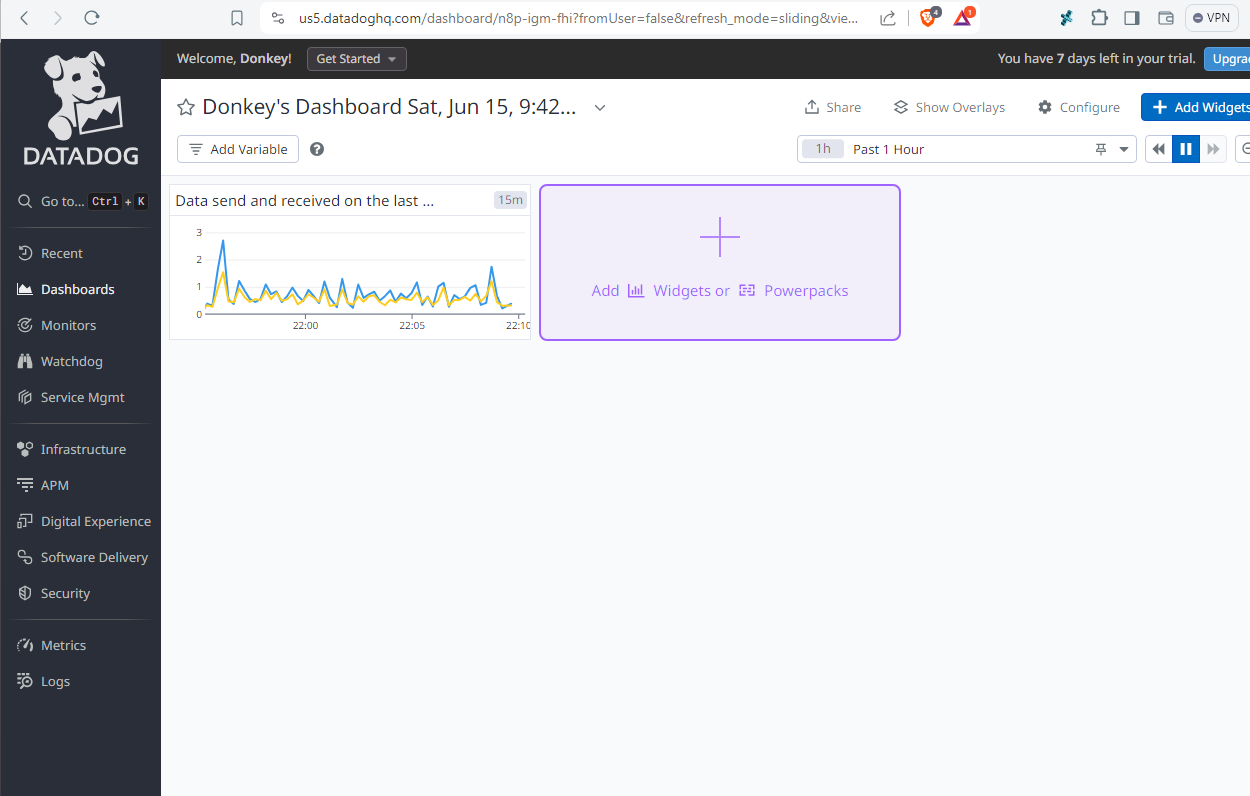 us5.datadoghq.com/dashboard/n8p-igm-fhi?fromUser=false&refresh_mode=sliding&vie...
4
1
VPN
DATADOG
Go to... Ctrl + K
Recent
Dashboards
Monitors
Watchdog
Service Mgmt
Infrastructure
APM
Digital Experience
Software Delivery
Security
Metrics
Logs
Welcome, Donkey!
Get Started
You have 7 days left in your trial.
Upgrad
Donkey's Dashboard Sat, Jun 15, 9:42...
Share
Show Overlays
Configure
Add Widgets
Add Variable
?
1h Past 1 Hour
Data send and received on the last ... 15m
3
2
1
0
22:00 22:05 22:10
Add Widgets or Powerpacks